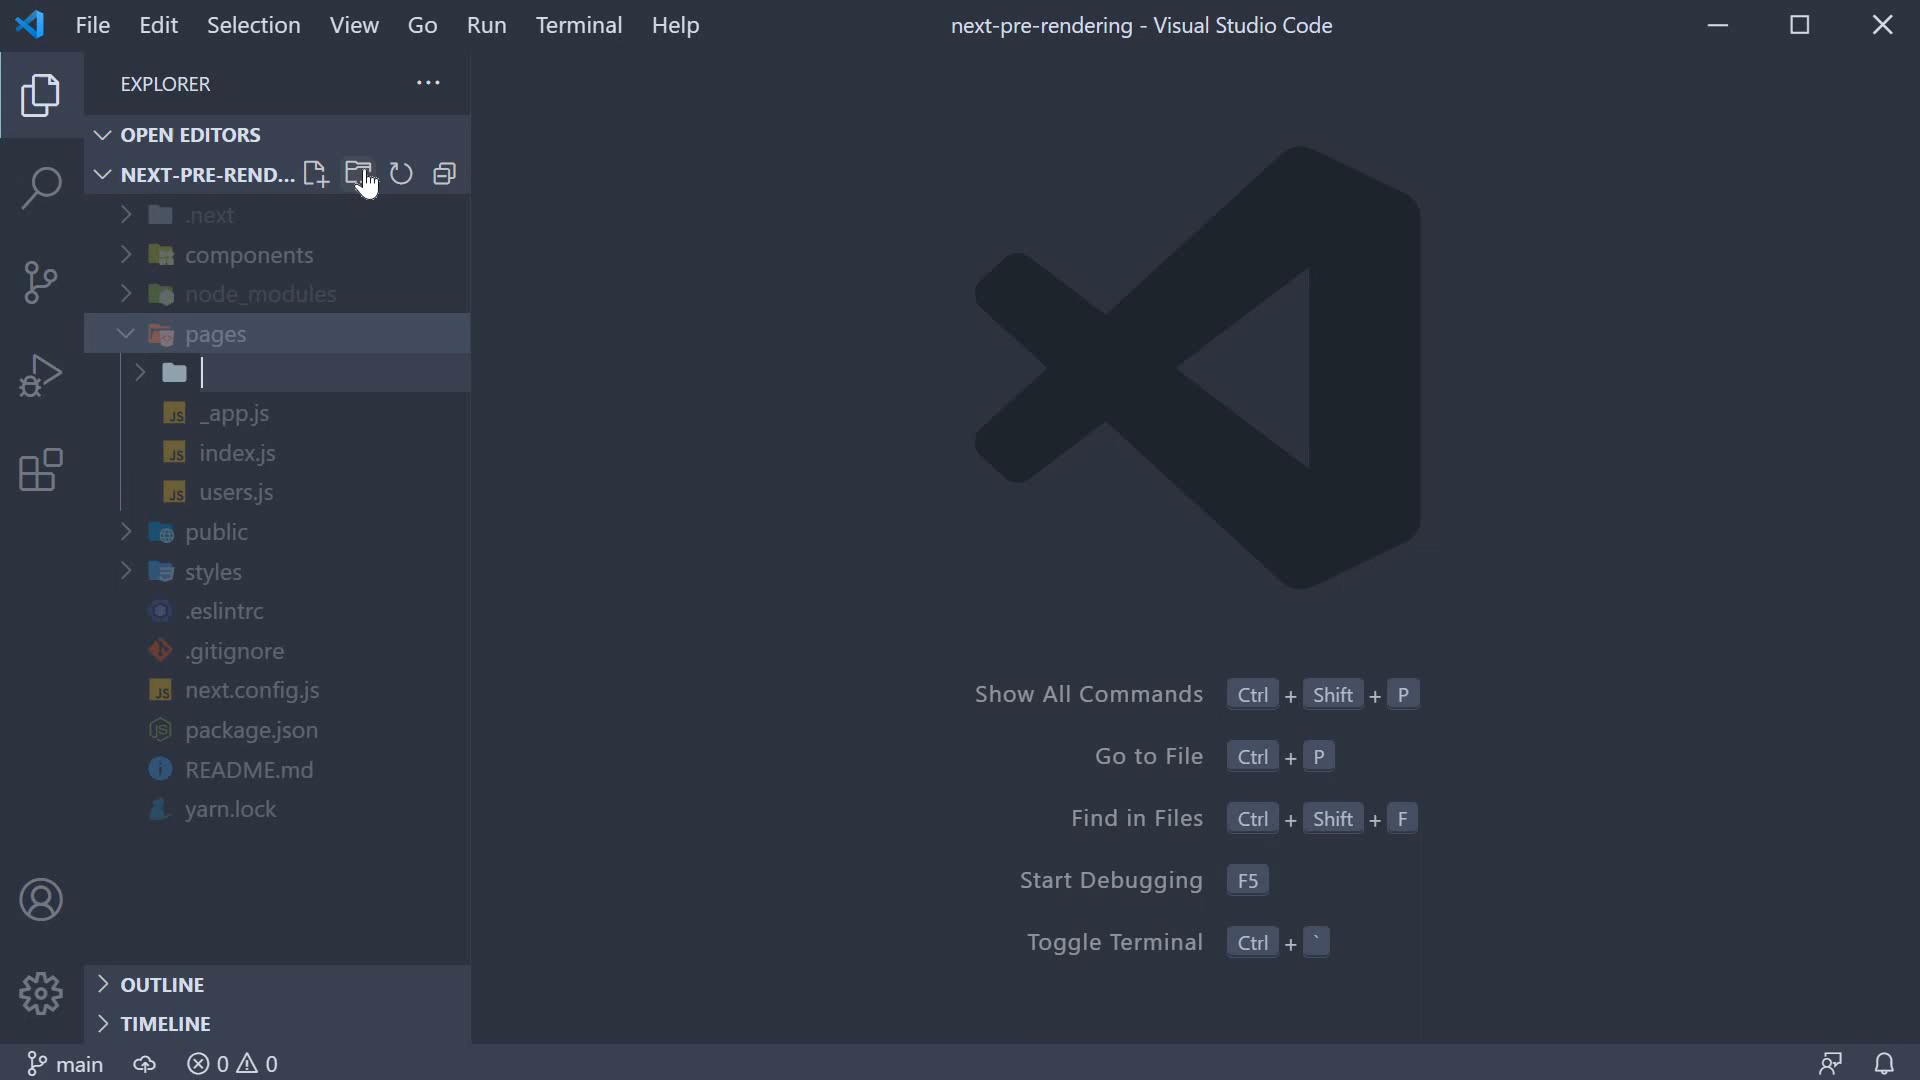 File Edit Selection View Go Run Terminal Help next-pre-rendering - Visual Studio Code
EXPLORER
OPEN EDITORS
NEXT-PRE-REND...
.next
components
node_modules
pages
_app.js
index.js
users.js
public
styles
.eslintrc
.gitignore
next.config.js
package.json
README.md
yarn.lock
Show All Commands Ctrl + Shift + P
Go to File Ctrl + P
Find in Files Ctrl + Shift + F
Start Debugging F5
Toggle Terminal Ctrl + `
OUTLINE
TIMELINE
main 0 0